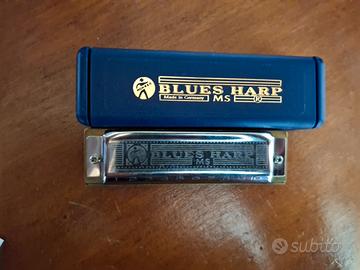 BLUES HARP
Made in Germany
MS
BLUES HARP
MS
subito